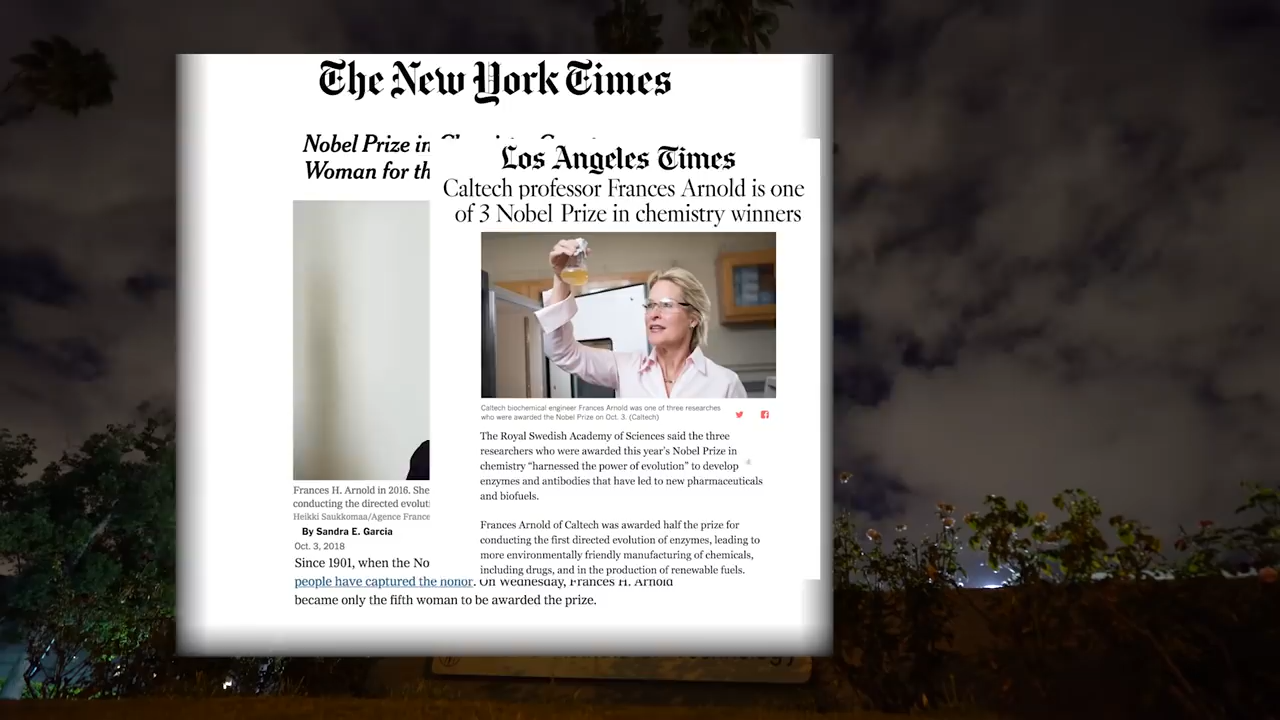 The New York Times
Nobel Prize in
Woman for th
Los Angeles Times
Caltech professor Frances Arnold is one
of 3 Nobel Prize in chemistry winners
Caltech biochemical engineer Frances Arnold was one of three researches
who were awarded the Nobel Prize on Oct. 3. (Caltech)
The Royal Swedish Academy of Sciences said the three
researchers who were awarded this year's Nobel Prize in
chemistry “harnessed the power of evolution” to develop
enzymes and antibodies that have led to new pharmaceuticals
and biofuels.
Frances Arnold of Caltech was awarded half the prize for
conducting the first directed evolution of enzymes, leading to
more environmentally friendly manufacturing of chemicals,
including drugs, and in the production of renewable fuels.
Frances H. Arnold in 2016. She
conducting the directed evoluti
Heikki Saukkomaa/Agence France
By Sandra E. Garcia
Oct. 3, 2018
Since 1901, when the No
people have captured the honor. On Wednesday, Frances H. Arnold
became only the fifth woman to be awarded the prize.